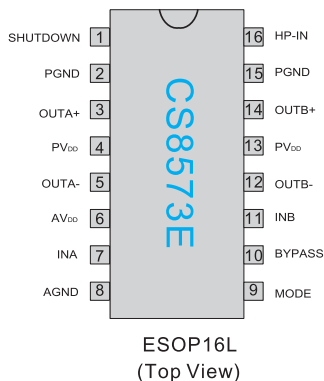 SHUTDOWN 1 16 HP-IN
PGND 2 15 PGND
OUTA+ 3 14 OUTB+
PVDD 4 13 PVDD
OUTA- 5 12 OUTB-
AVDD 6 11 INB
INA 7 10 BYPASS
AGND 8 9 MODE
CS8573E
ESOP16L
(Top View)